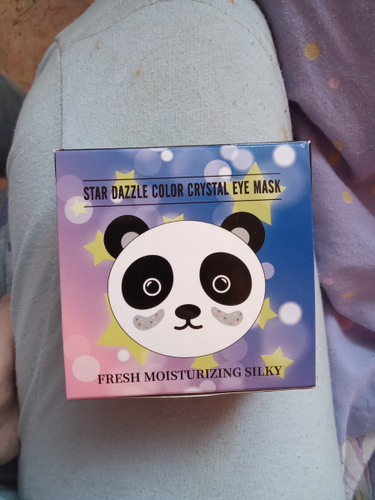 STAR DAZZLE COLOR CRYSTAL EYE MASK
FRESH MOISTURIZING SILKY